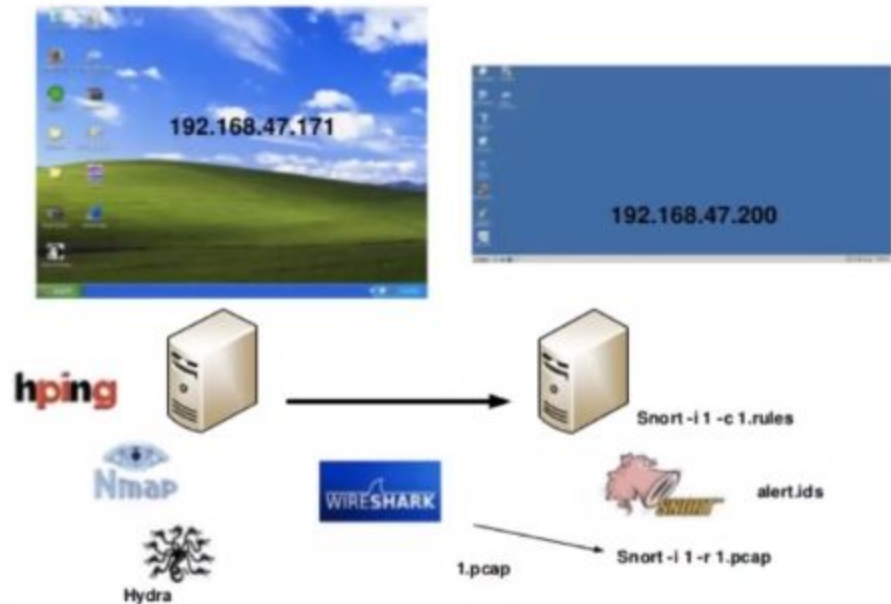 192.168.47.171
192.168.47.200
hping
Snort -i 1 -c 1.rules
Nmap
WIRESHARK
SNORT
alert.ids
1.pcap
Snort -i 1 -r 1.pcap
Hydra